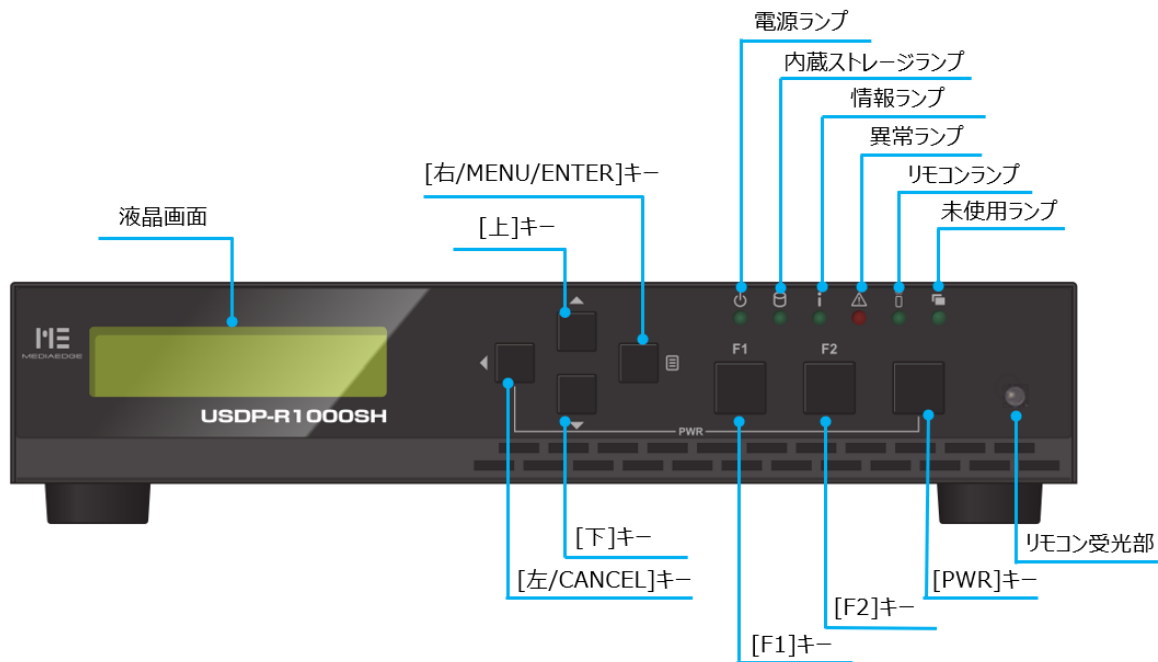 電源ランプ
内蔵ストレージランプ
情報ランプ
異常ランプ
[右/MENU/ENTER]キー
リモコンランプ
液晶画面
[上]キー
未使用ランプ
ME
MEDIAEDGE
F1
F2
USDP-R1000SH
PWR
[下]キー
リモコン受光部
[左/CANCEL]キー
[PWR]キー
[F2]キー
[F1]キー